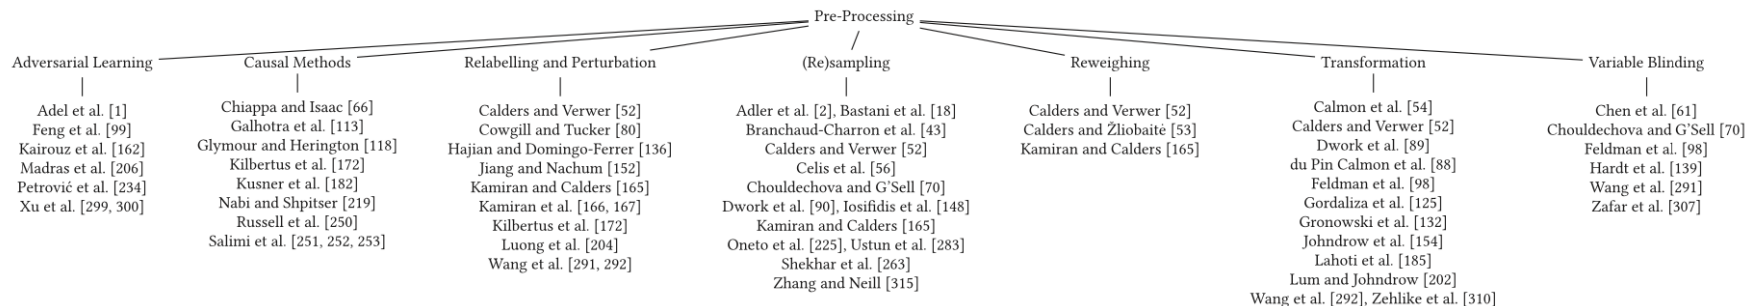 Pre-Processing
Adversarial Learning
Adel et al. [1]
Feng et al. [99]
Kairouz et al. [162]
Madras et al. [206]
Petrović et al. [234]
Xu et al. [299, 300]
Causal Methods
Chiappa and Isaac [66]
Galhotra et al. [113]
Glymour and Herington [118]
Kilbertus et al. [172]
Kusner et al. [182]
Nabi and Shpitser [219]
Russell et al. [250]
Salimi et al. [251, 252, 253]
Relabelling and Perturbation
Calders and Verwer [52]
Cowgill and Tucker [80]
Hajian and Domingo-Ferrer [136]
Jiang and Nachum [152]
Kamiran and Calders [165]
Kamiran et al. [166, 167]
Kilbertus et al. [172]
Luong et al. [204]
Wang et al. [291, 292]
(Re)sampling
Adler et al. [2], Bastani et al. [18]
Branchaud-Charron et al. [43]
Calders and Verwer [52]
Celis et al. [56]
Chouldechova and G'Sell [70]
Dwork et al. [90], Iosifidis et al. [148]
Kamiran and Calders [165]
Oneto et al. [225], Ustun et al. [283]
Shekhar et al. [263]
Zhang and Neill [315]
Reweighing
Calders and Verwer [52]
Calders and Žliobaitė [53]
Kamiran and Calders [165]
Transformation
Calmon et al. [54]
Calders and Verwer [52]
Dwork et al. [89]
du Pin Calmon et al. [88]
Feldman et al. [98]
Gordaliza et al. [125]
Gronowski et al. [132]
Johndrow et al. [154]
Lahoti et al. [185]
Lum and Johndrow [202]
Wang et al. [292], Zehlike et al. [310]
Variable Blinding
Chen et al. [61]
Chouldechova and G'Sell [70]
Feldman et al. [98]
Hardt et al. [139]
Wang et al. [291]
Zafar et al. [307]